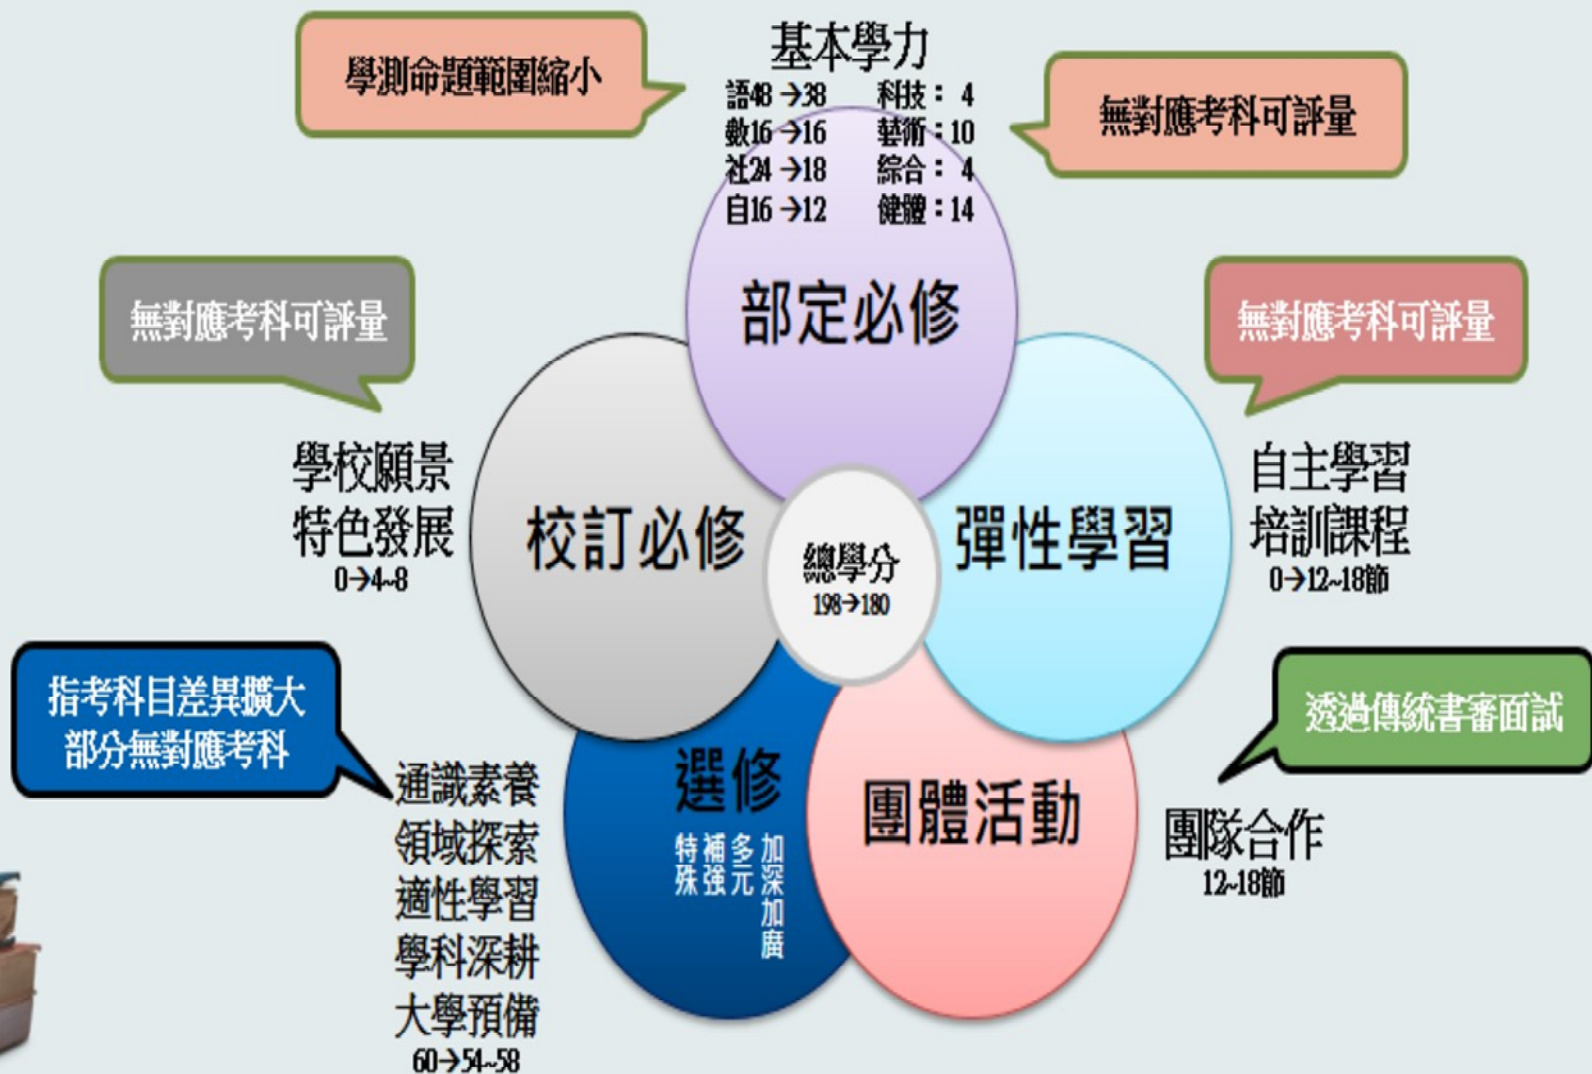 基本學力
學測命題範圍縮小
語48→38 科技：4
數16→16 藝術：10
社24→18 綜合：4
自16→12 健體：14
無對應考科可評量
部定必修
無對應考科可評量
學校願景
特色發展
0→4~8
校訂必修
總學分
198→180
彈性學習
無對應考科可評量
自主學習
培訓課程
0→12~18節
指考科目差異擴大
部分無對應考科
通識素養
領域探索
適性學習
學科深耕
大學預備
60→54~58
選修
加深加廣
多元
補強
特殊
團體活動
透過傳統書審面試
團隊合作
12~18節